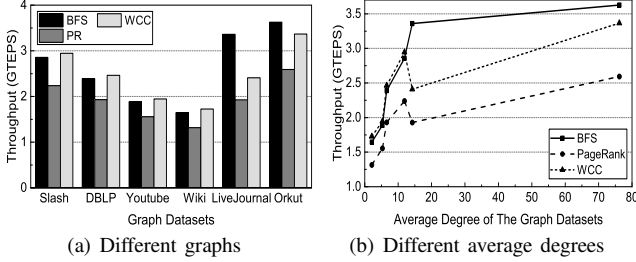 Throughput (GTEPS)
4
3
2
1
0
BFS
WCC
PR
Slash DBLP Youtube Wiki LiveJournal Orkut
Graph Datasets
(a) Different graphs
Throughput (GTEPS)
3.5
3.0
2.5
2.0
1.5
1.0
BFS
PageRank
WCC
0 10 20 30 40 50 60 70 80
Average Degree of The Graph Datasets
(b) Different average degrees